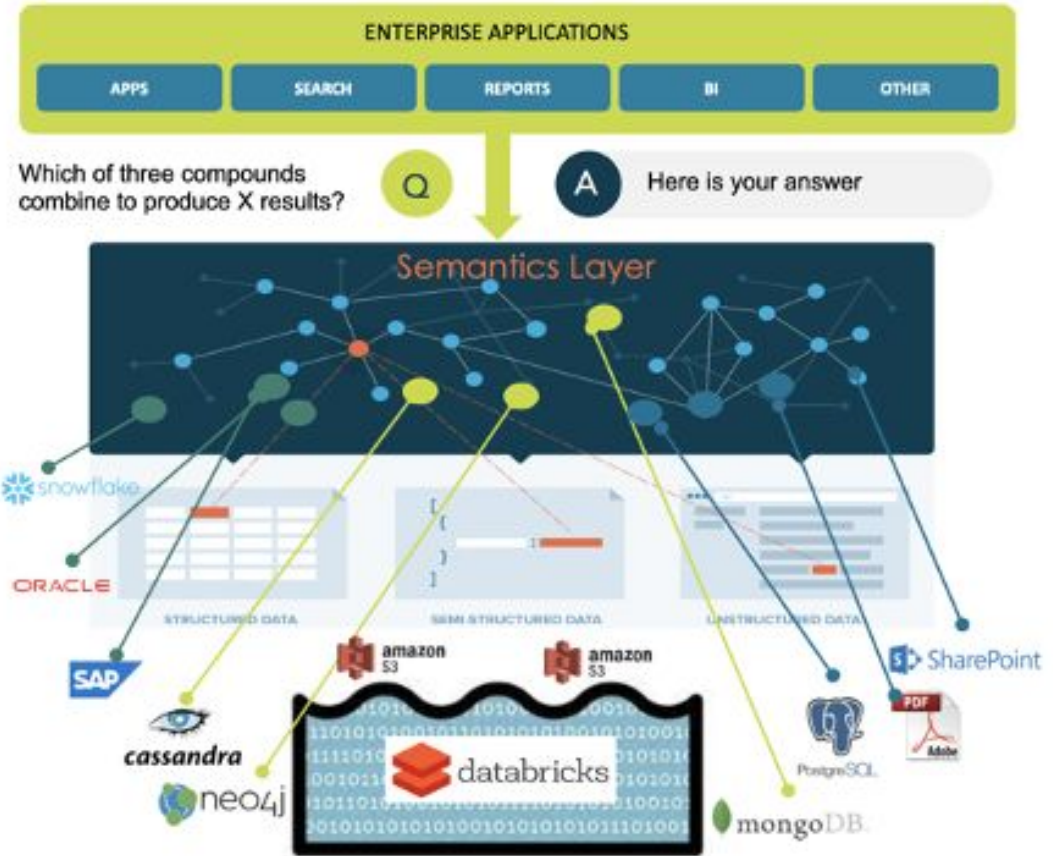 ENTERPRISE APPLICATIONS
APPS
SEARCH
REPORTS
BI
OTHER
Which of three compounds
combine to produce X results?
Q
A
Here is your answer
Semantics Layer
snowflake
ORACLE
STRUCTURED DATA
SEMI STRUCTURED DATA
UNSTRUCTURED DATA
SAP
amazon
S3
amazon
S3
S SharePoint
cassandra
neo4j
databricks
PostgreSQL
PDF
Adobe
mongoDB